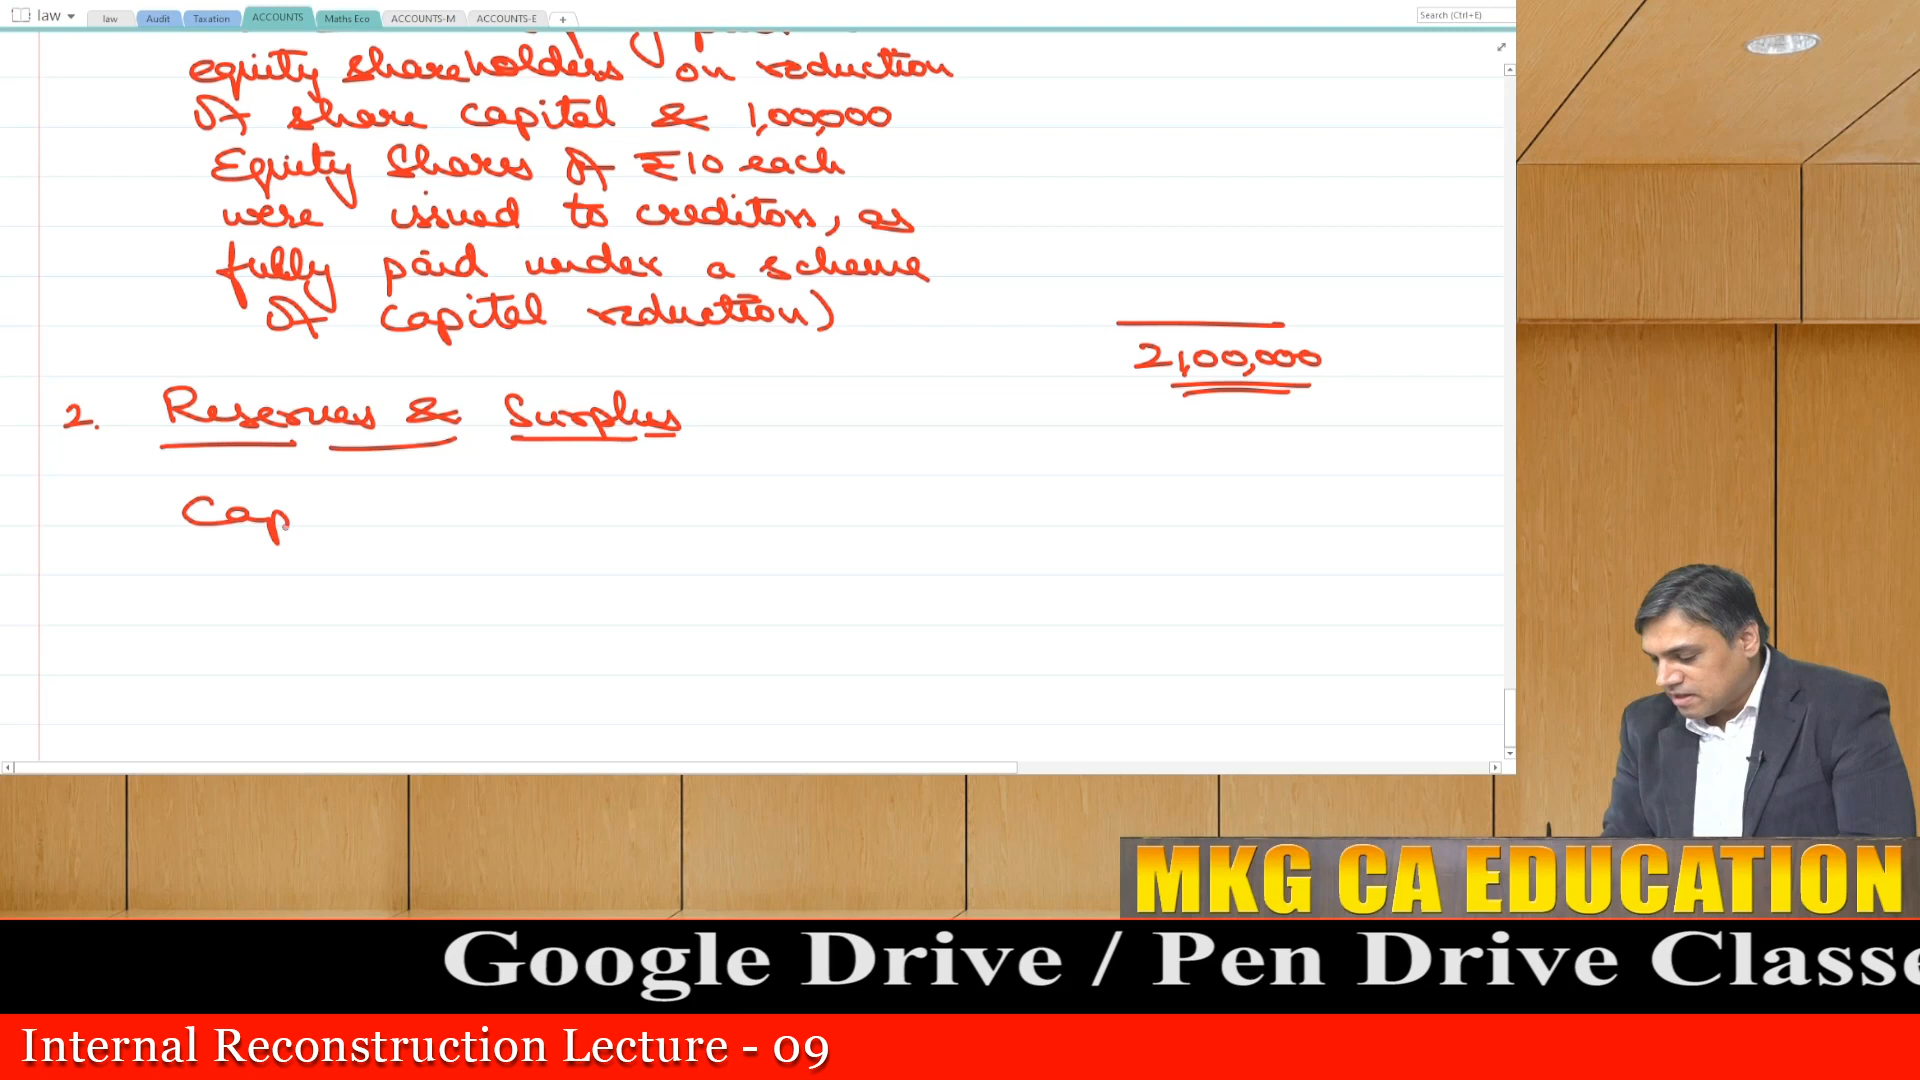 law
law
Audit
Taxation
ACCOUNTS
Maths Eco
ACCOUNTS-M
ACCOUNTS-E
+
Search (Ctrl+E)
equity shareholders on reduction
of share capital & 1,00,000
Equity Shares of ₹10 each
were issued to creditors, as
fully paid under a scheme
of capital reduction)
2,100,000
2. Reserves & Surplus
Cap
MKG CA EDUCATION
Google Drive / Pen Drive Classe
Internal Reconstruction Lecture - 09